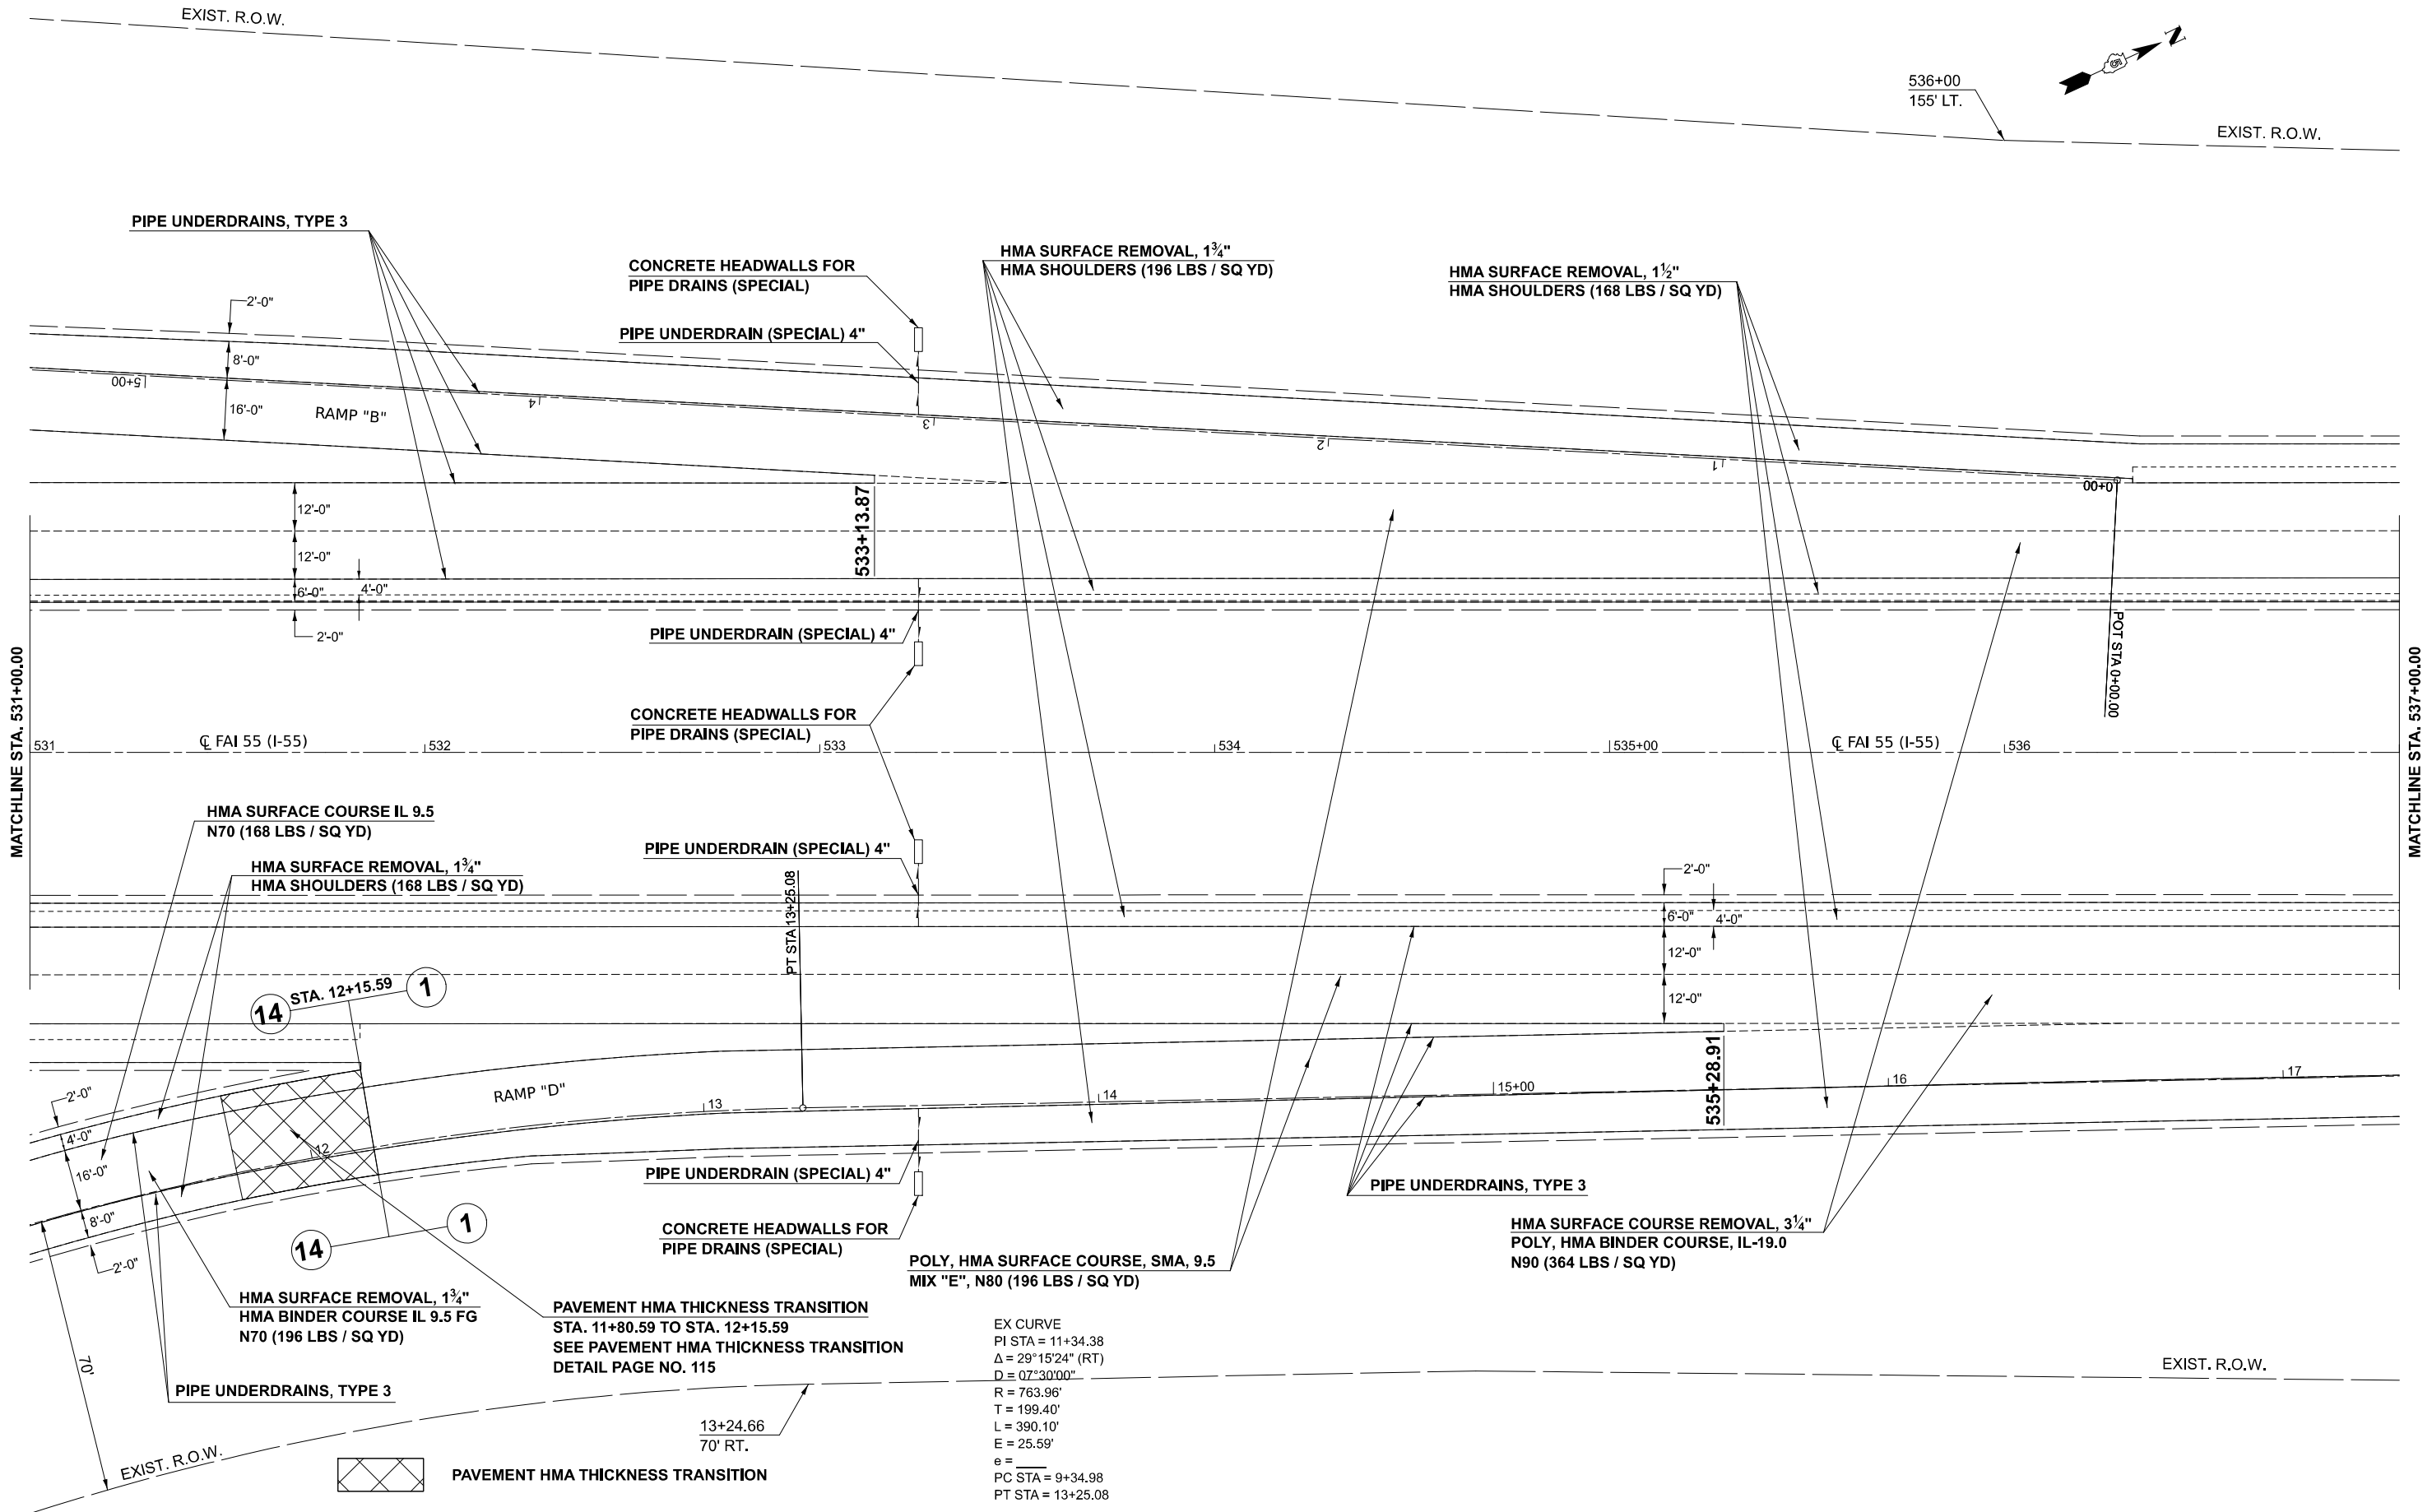 EXIST. R.O.W.
N
536+00
155' LT.
EXIST. R.O.W.
PIPE UNDERDRAINS, TYPE 3
CONCRETE HEADWALLS FOR
PIPE DRAINS (SPECIAL)
HMA SURFACE REMOVAL, 1¾"
HMA SHOULDERS (196 LBS / SQ YD)
HMA SURFACE REMOVAL, 1½"
HMA SHOULDERS (168 LBS / SQ YD)
2'-0"
PIPE UNDERDRAIN (SPECIAL) 4"
8'-0"
5+00
16'-0"
RAMP "B"
4
3
2
1
0+00
12'-0"
533+13.87
12'-0"
6'-0"
4'-0"
2'-0"
PIPE UNDERDRAIN (SPECIAL) 4"
POT STA 0+00.00
MATCHLINE STA. 531+00.00
MATCHLINE STA. 537+00.00
CONCRETE HEADWALLS FOR
PIPE DRAINS (SPECIAL)
531
℄ FAI 55 (I-55)
532
533
534
535+00
℄ FAI 55 (I-55)
536
HMA SURFACE COURSE IL 9.5
N70 (168 LBS / SQ YD)
PIPE UNDERDRAIN (SPECIAL) 4"
HMA SURFACE REMOVAL, 1¾"
HMA SHOULDERS (168 LBS / SQ YD)
PT STA 13+25.08
2'-0"
6'-0"
4'-0"
12'-0"
12'-0"
14
STA. 12+15.59
1
535+28.91
RAMP "D"
2'-0"
4'-0"
16'-0"
8'-0"
2'-0"
12
13
14
15+00
16
17
PIPE UNDERDRAIN (SPECIAL) 4"
PIPE UNDERDRAINS, TYPE 3
14
1
CONCRETE HEADWALLS FOR
PIPE DRAINS (SPECIAL)
HMA SURFACE COURSE REMOVAL, 3¼"
POLY, HMA BINDER COURSE, IL-19.0
N90 (364 LBS / SQ YD)
POLY, HMA SURFACE COURSE, SMA, 9.5
MIX "E", N80 (196 LBS / SQ YD)
HMA SURFACE REMOVAL, 1¾"
HMA BINDER COURSE IL 9.5 FG
N70 (196 LBS / SQ YD)
PAVEMENT HMA THICKNESS TRANSITION
STA. 11+80.59 TO STA. 12+15.59
SEE PAVEMENT HMA THICKNESS TRANSITION
DETAIL PAGE NO. 115
70'
PIPE UNDERDRAINS, TYPE 3
EX CURVE
PI STA = 11+34.38
Δ = 29°15'24" (RT)
D = 07°30'00"
R = 763.96'
T = 199.40'
L = 390.10'
E = 25.59'
e = ____
PC STA = 9+34.98
PT STA = 13+25.08
EXIST. R.O.W.
13+24.66
70' RT.
EXIST. R.O.W.
PAVEMENT HMA THICKNESS TRANSITION